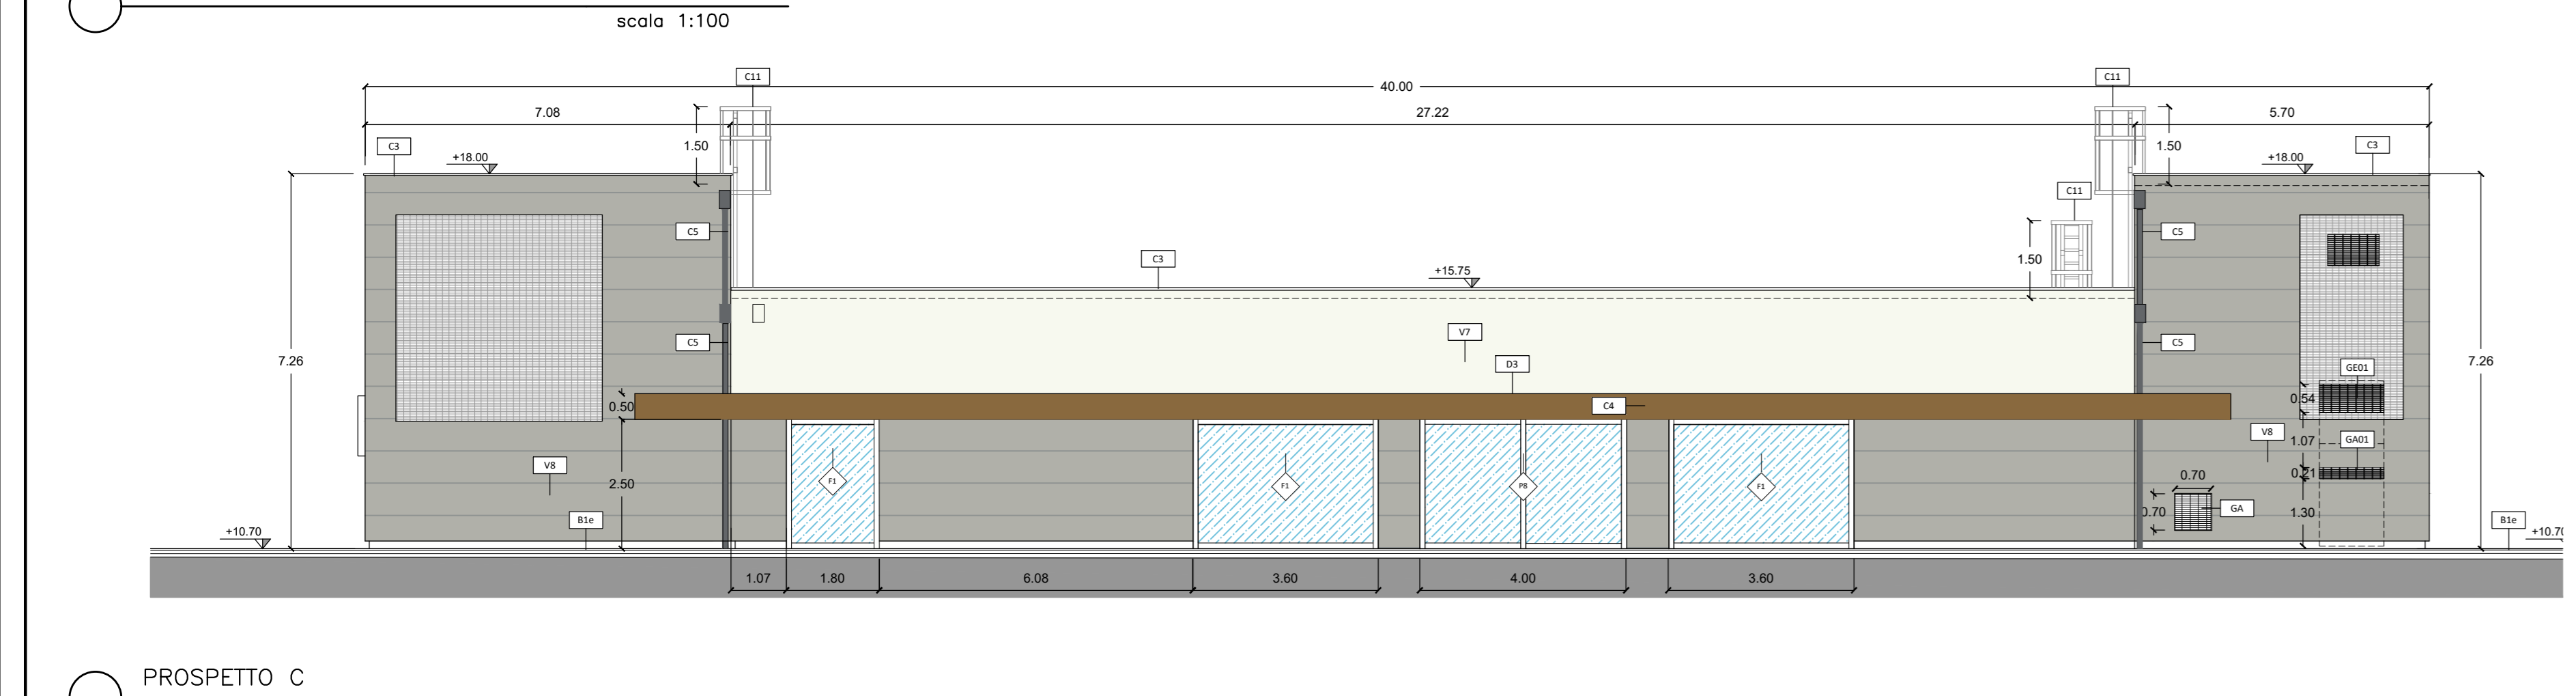 scala 1:100
C11
C11
40.00
7.08
27.22
5.70
C3
1.50
1.50
C3
+18.00
+18.00
C11
C5
C5
C3
1.50
+15.75
V7
C5
C5
7.26
D3
7.26
GE01
0.50
C4
0.54
V8
1.07
GA01
V8
F1
F1
P8
F1
2.50
0.21
0.70
0.70
GA
1.30
B1e
B1e
+10.70
+10.70
1.07
1.80
6.08
3.60
4.00
3.60
PROSPETTO C